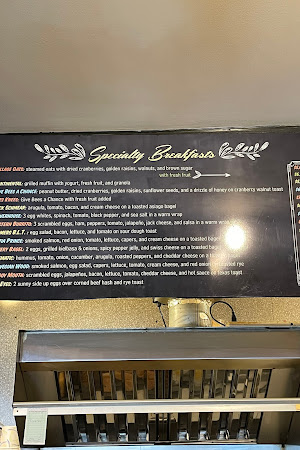 Specialty Breakfasts
OATS: steamed oats with dried cranberries, golden raisins, walnuts, and brown sugar
with fresh fruit
grilled muffin with yogurt, fresh fruit, and granola
BEES A CHANCE: peanut butter, dried cranberries, golden raisins, sunflower seeds, and a drizzle of honey on cranberry walnut toast
Give Bees a Chance with fresh fruit added
arugula, tomato, bacon, and cream cheese on a toasted asiago bagel
3 egg whites, spinach, tomato, black pepper, and sea salt in a warm wrap
3 scrambled eggs, ham, peppers, tomato, jalapeño, jack cheese, and salsa in a warm wrap
B.L.T.: egg salad, bacon, lettuce, and tomato on sour dough toast
smoked salmon, red onion, tomato, lettuce, capers, and cream cheese on a toasted bagel
2 eggs, grilled kielbasa & onions, spicy pepper jelly, and swiss cheese on a toasted
hummus, tomato, onion, cucumber, arugula, roasted peppers, and cheddar cheese on a
smoked salmon, egg salad, capers, lettuce, tomato, cream cheese, and red onion rye
MOUTH: scrambled eggs, jalapeños, bacon, lettuce, tomato, cheddar cheese, and hot sauce on texas toast
EYED: 2 sunny side up eggs over corned beef hash and rye toast